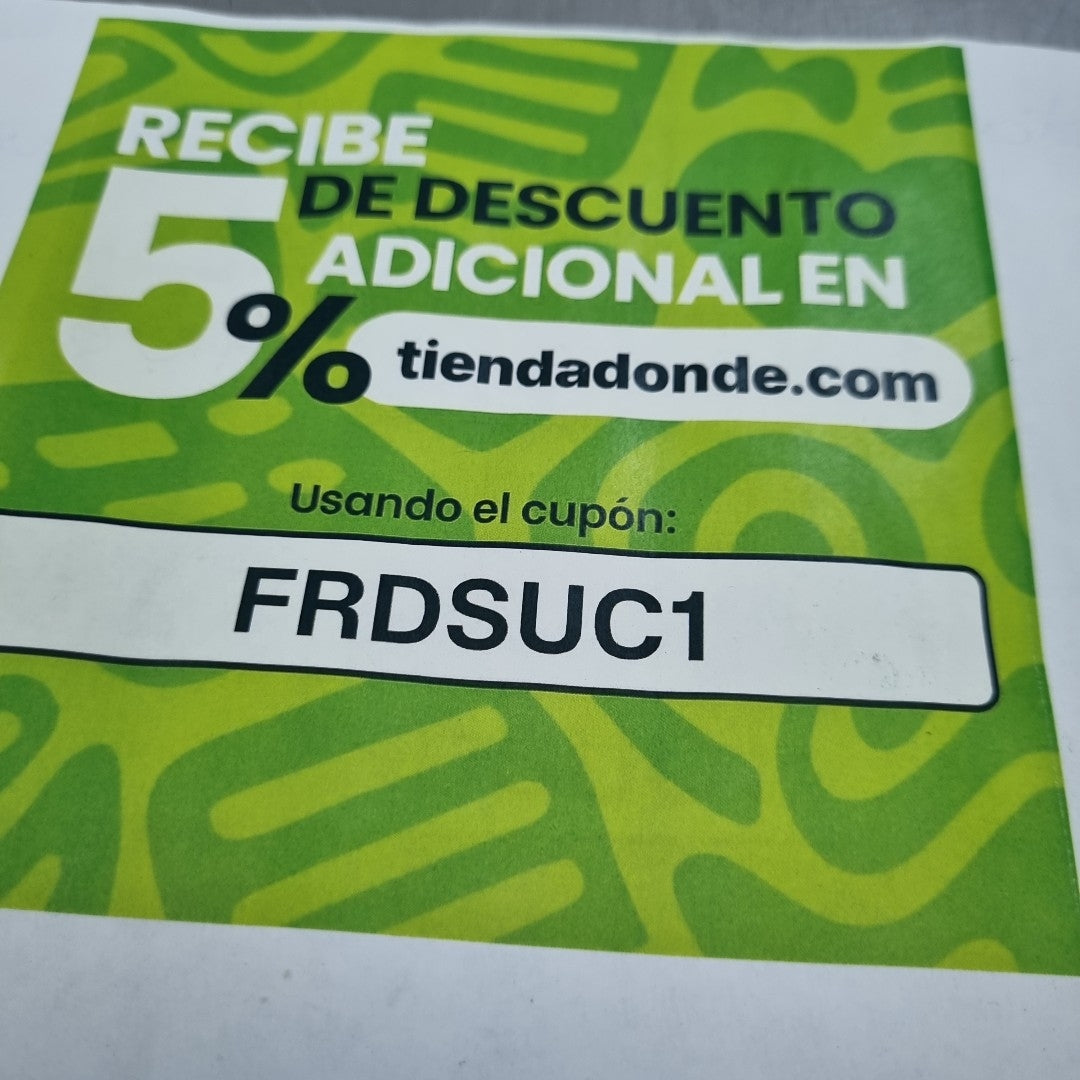 RECIBE
5% DE DESCUENTO
ADICIONAL EN
tiendadonde.com
Usando el cupón:
FRDSUC1